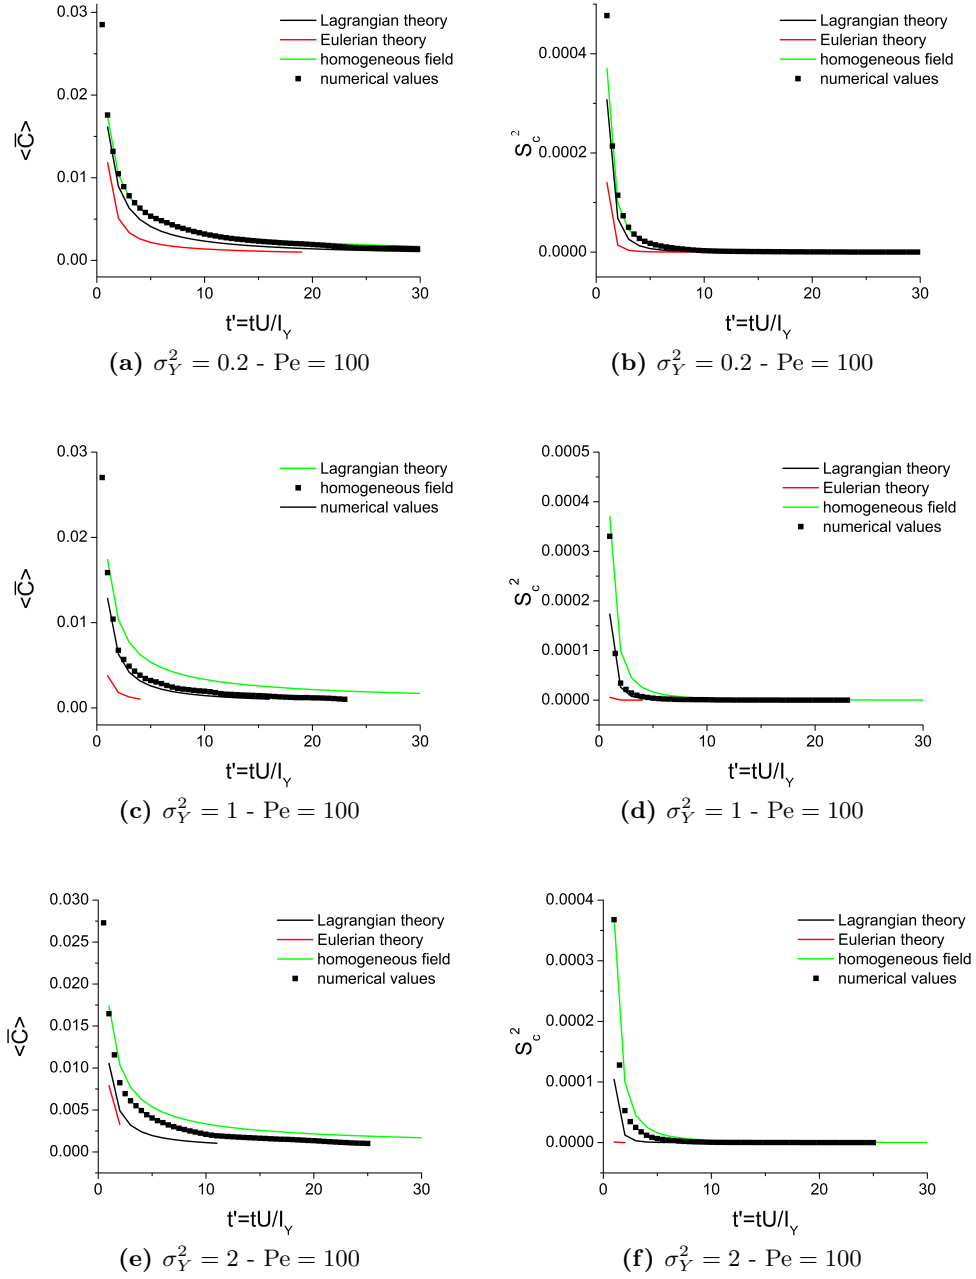 0.03
0.02
0.01
0.00
<C̅>
0 10 20 30
t'=tU/I_Y
Lagrangian theory
Eulerian theory
homogeneous field
numerical values
(a) σ_Y^2 = 0.2 - Pe = 100
0.0004
0.0002
0.0000
S_c^2
0 10 20 30
t'=tU/I_Y
Lagrangian theory
Eulerian theory
homogeneous field
numerical values
(b) σ_Y^2 = 0.2 - Pe = 100
0.03
0.02
0.01
0.00
<C̅>
0 10 20 30
t'=tU/I_Y
Lagrangian theory
homogeneous field
numerical values
(c) σ_Y^2 = 1 - Pe = 100
0.0005
0.0004
0.0003
0.0002
0.0001
0.0000
S_c^2
0 10 20 30
t'=tU/I_Y
Lagrangian theory
Eulerian theory
homogeneous field
numerical values
(d) σ_Y^2 = 1 - Pe = 100
0.030
0.025
0.020
0.015
0.010
0.005
0.000
<C̅>
0 10 20 30
t'=tU/I_Y
Lagrangian theory
Eulerian theory
homogeneous field
numerical values
(e) σ_Y^2 = 2 - Pe = 100
0.0004
0.0003
0.0002
0.0001
0.0000
S_c^2
0 10 20 30
t'=tU/I_Y
Lagrangian theory
Eulerian theory
homogeneous field
numerical values
(f) σ_Y^2 = 2 - Pe = 100